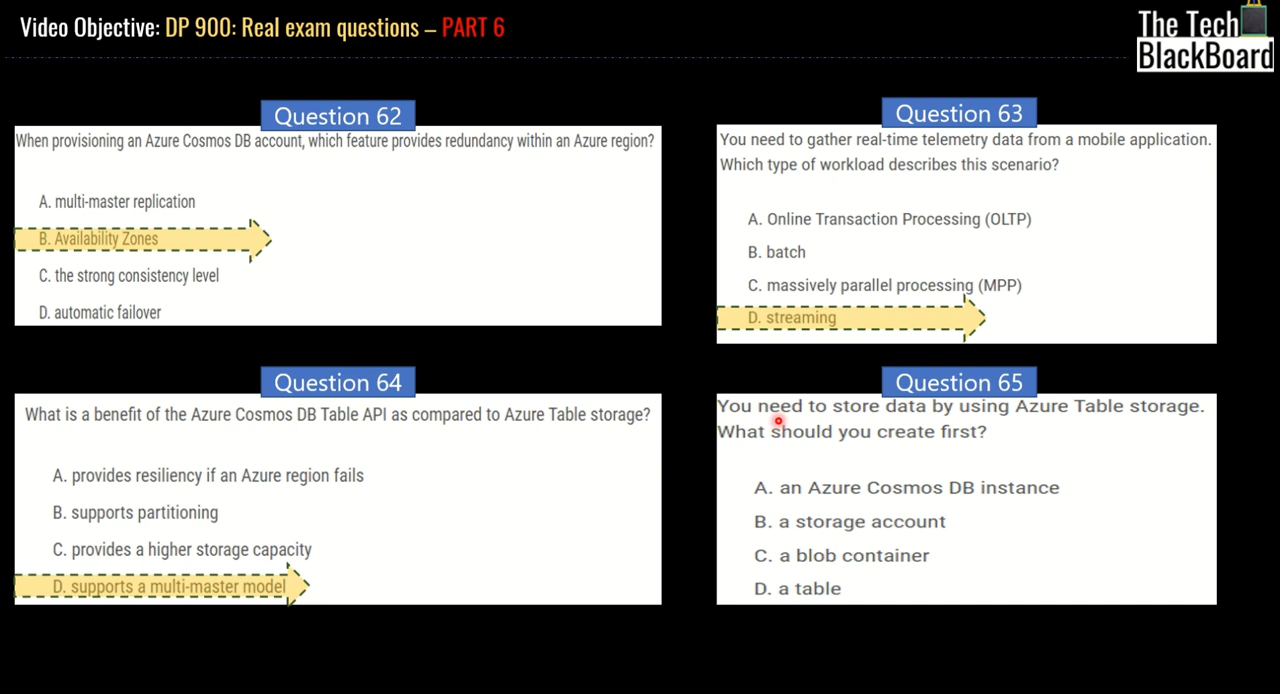 Video Objective: DP 900: Real exam questions – PART 6
The Tech
BlackBoard
Question 62
When provisioning an Azure Cosmos DB account, which feature provides redundancy within an Azure region?
A. multi-master replication
B. Availability Zones
C. the strong consistency level
D. automatic failover
Question 63
You need to gather real-time telemetry data from a mobile application.
Which type of workload describes this scenario?
A. Online Transaction Processing (OLTP)
B. batch
C. massively parallel processing (MPP)
D. streaming
Question 64
What is a benefit of the Azure Cosmos DB Table API as compared to Azure Table storage?
A. provides resiliency if an Azure region fails
B. supports partitioning
C. provides a higher storage capacity
D. supports a multi-master model
Question 65
You need to store data by using Azure Table storage.
What should you create first?
A. an Azure Cosmos DB instance
B. a storage account
C. a blob container
D. a table